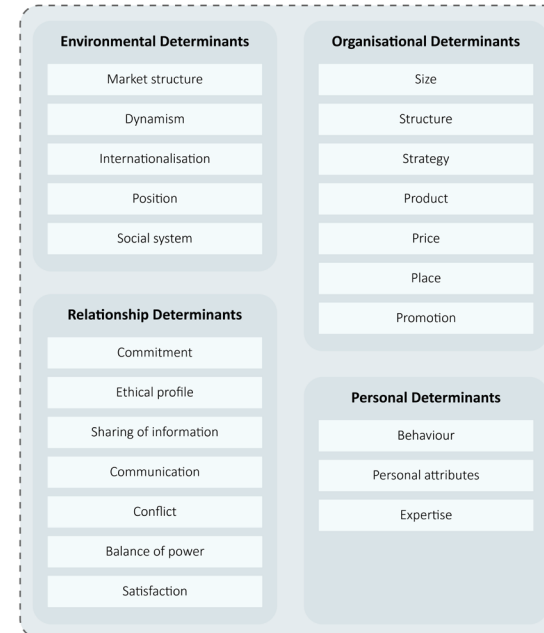 Environmental Determinants
Market structure
Dynamism
Internationalisation
Position
Social system
Relationship Determinants
Commitment
Ethical profile
Sharing of information
Communication
Conflict
Balance of power
Satisfaction
Organisational Determinants
Size
Structure
Strategy
Product
Price
Place
Promotion
Personal Determinants
Behaviour
Personal attributes
Expertise